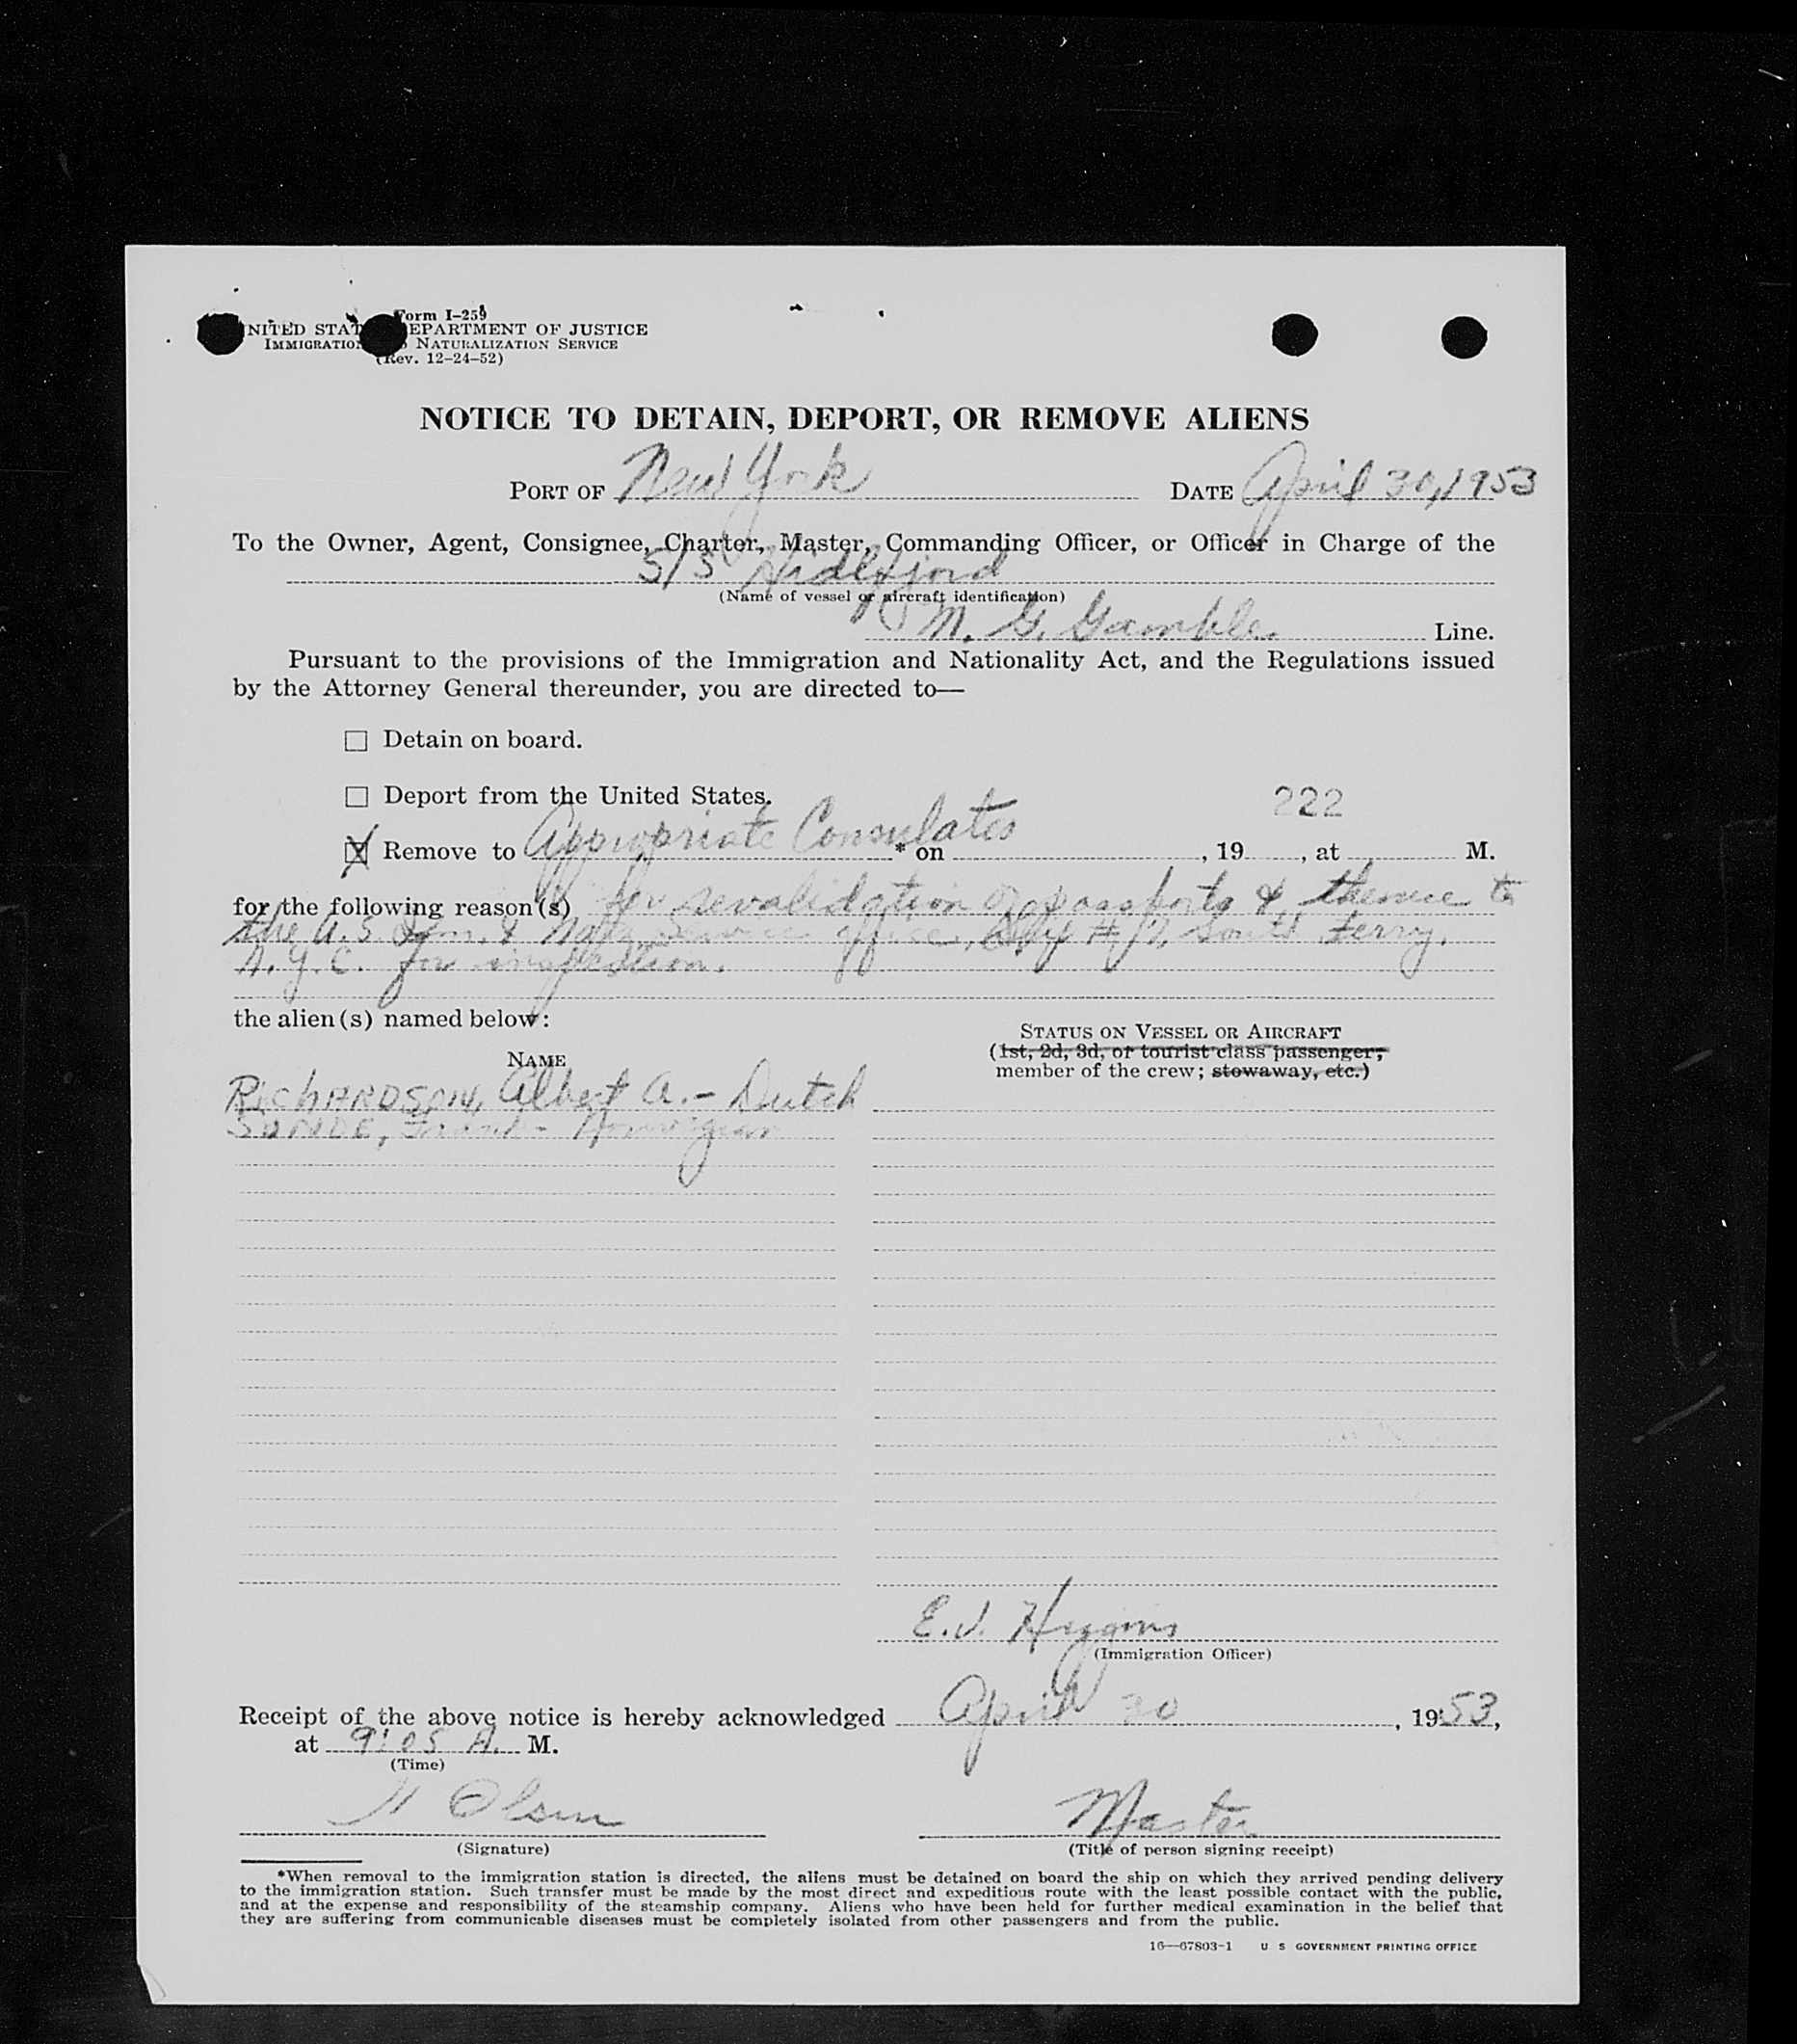 Form I-259
UNITED STATES DEPARTMENT OF JUSTICE
IMMIGRATION AND NATURALIZATION SERVICE
(Rev. 12-24-52)
NOTICE TO DETAIN, DEPORT, OR REMOVE ALIENS
PORT OF New York DATE April 30, 1953
To the Owner, Agent, Consignee, Charter, Master, Commanding Officer, or Officer in Charge of the
S/S
(Name of vessel or aircraft identification)
N. G. Gamble Line.
Pursuant to the provisions of the Immigration and Nationality Act, and the Regulations issued
by the Attorney General thereunder, you are directed to—
☐ Detain on board.
☐ Deport from the United States.
222
☒ Remove to Appropriate Consulates * on , 19 , at M.
for the following reason(s) for revalidation of passports & thence to
the U.S. Imm. & Natz. Service office, South Ferry,
N.Y.C. for inspection.
the alien(s) named below:
STATUS ON VESSEL OR AIRCRAFT
(1st, 2d, 3d, or tourist class passenger;
member of the crew; stowaway, etc.)
NAME
RICHARDSON, Albert A. - Dutch
SUNDE, Frank - Norwegian
E.J. Higgins
(Immigration Officer)
Receipt of the above notice is hereby acknowledged April 30, 1953,
at 9:05 A. M.
(Time)
Olsen Master
(Signature) (Title of person signing receipt)
*When removal to the immigration station is directed, the aliens must be detained on board the ship on which they arrived pending delivery
to the immigration station. Such transfer must be made by the most direct and expeditious route with the least possible contact with the public,
and at the expense and responsibility of the steamship company. Aliens who have been held for further medical examination in the belief that
they are suffering from communicable diseases must be completely isolated from other passengers and from the public.
16—67803-1 U S GOVERNMENT PRINTING OFFICE